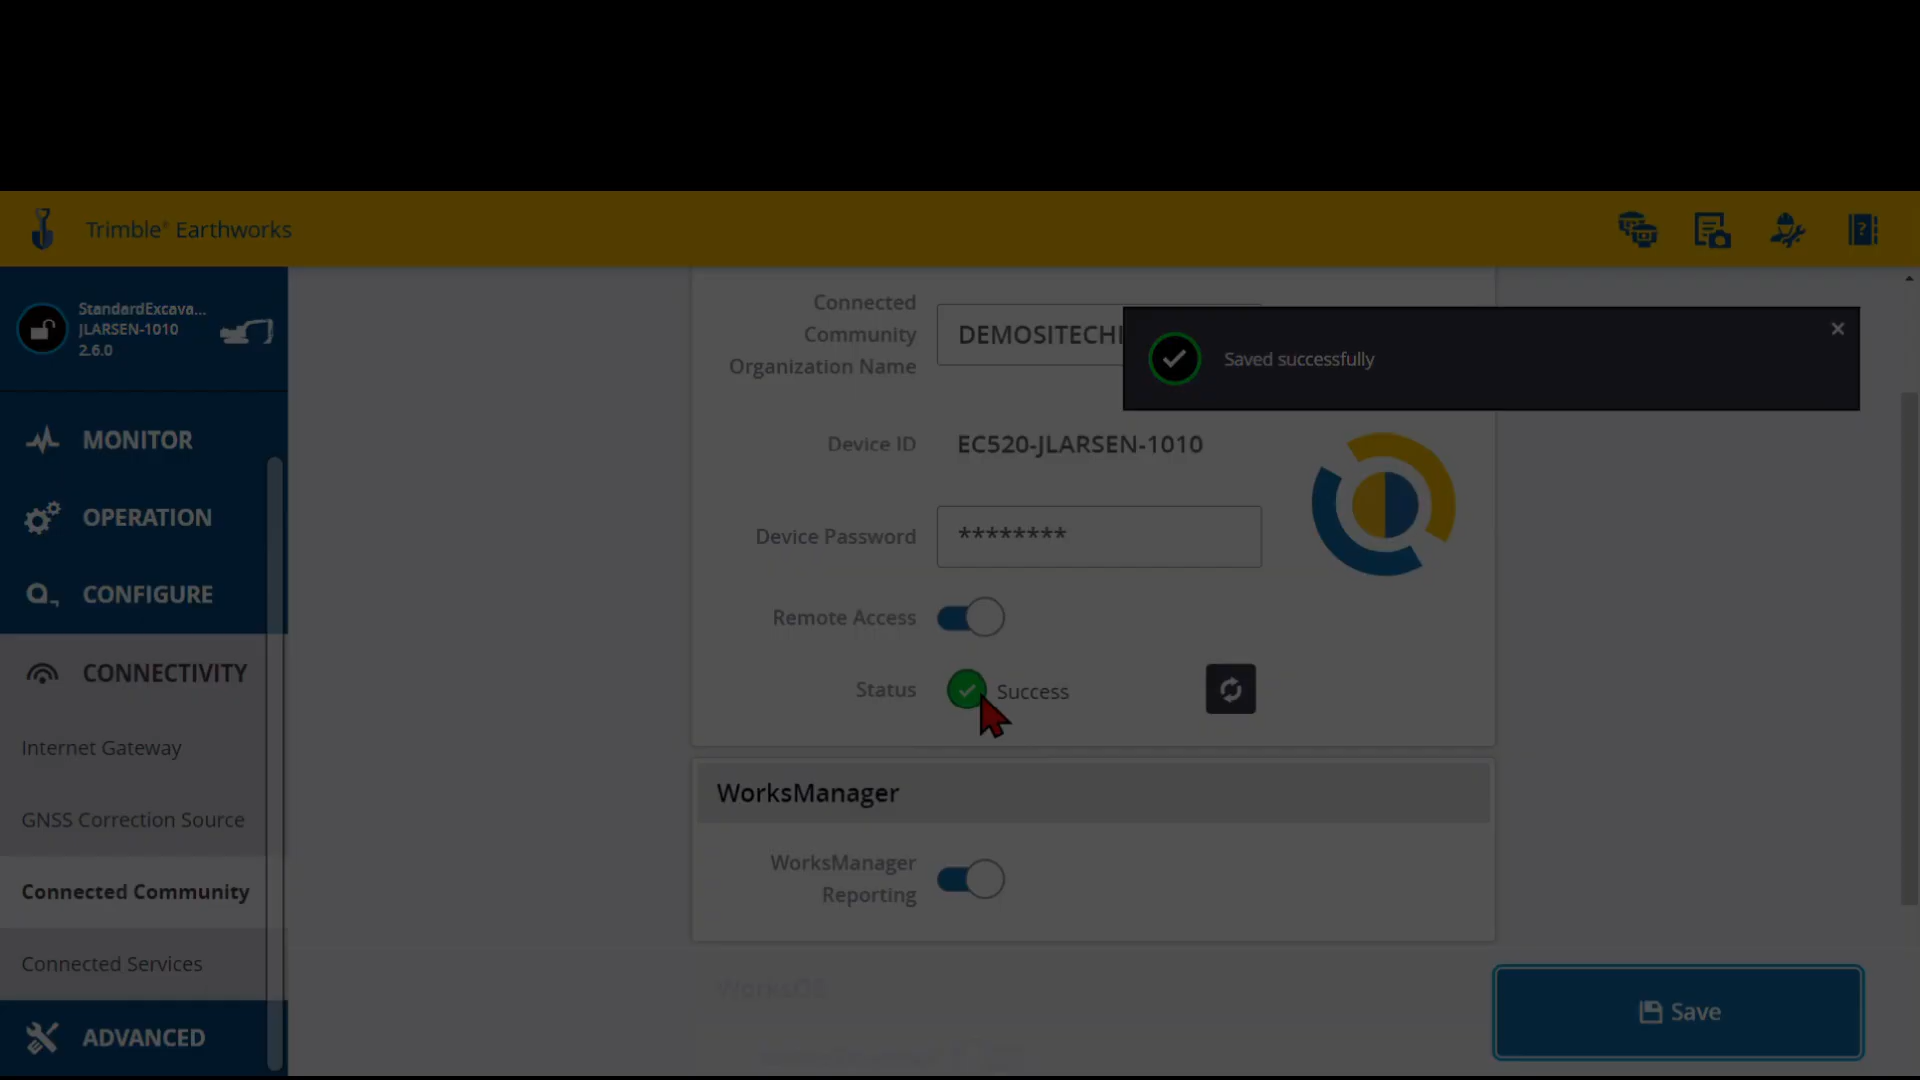 Trimble® Earthworks
StandardExcava...
JLARSEN-1010
2.6.0
MONITOR
OPERATION
CONFIGURE
CONNECTIVITY
Internet Gateway
GNSS Correction Source
Connected Community
Connected Services
ADVANCED
Connected
Community
Organization Name
DEMOSITECH
Saved successfully
Device ID
EC520-JLARSEN-1010
Device Password
********
Remote Access
Status
Success
WorksManager
WorksManager
Reporting
WorksOS
Save